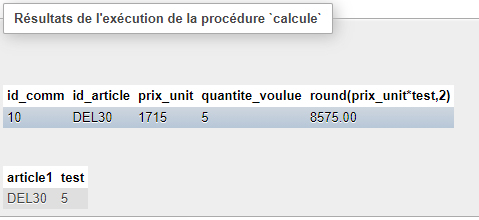 Résultats de l'exécution de la procédure `calcule`
id_comm id_article prix_unit quantite_voulue round(prix_unit*test,2)
10 DEL30 1715 5 8575.00
article1 test
DEL30 5